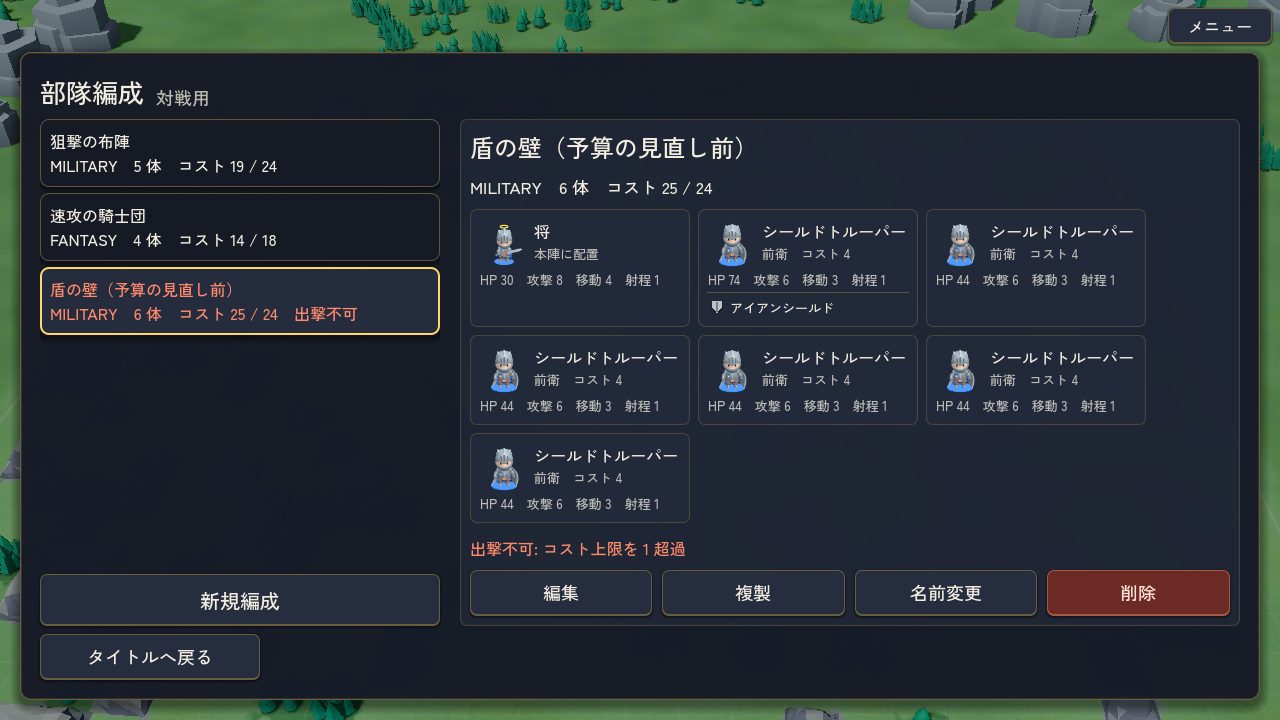 メニュー
部隊編成 対戦用
狙撃の布陣
MILITARY 5 体 コスト 19 / 24
速攻の騎士団
FANTASY 4 体 コスト 14 / 18
盾の壁（予算の見直し前）
MILITARY 6 体 コスト 25 / 24 出撃不可
新規編成
タイトルへ戻る
盾の壁（予算の見直し前）
MILITARY 6 体 コスト 25 / 24
将
本陣に配置
HP 30 攻撃 8 移動 4 射程 1
シールドトルーパー
前衛 コスト 4
HP 74 攻撃 6 移動 3 射程 1
アイアンシールド
シールドトルーパー
前衛 コスト 4
HP 44 攻撃 6 移動 3 射程 1
シールドトルーパー
前衛 コスト 4
HP 44 攻撃 6 移動 3 射程 1
シールドトルーパー
前衛 コスト 4
HP 44 攻撃 6 移動 3 射程 1
シールドトルーパー
前衛 コスト 4
HP 44 攻撃 6 移動 3 射程 1
シールドトルーパー
前衛 コスト 4
HP 44 攻撃 6 移動 3 射程 1
出撃不可: コスト上限を 1 超過
編集
複製
名前変更
削除